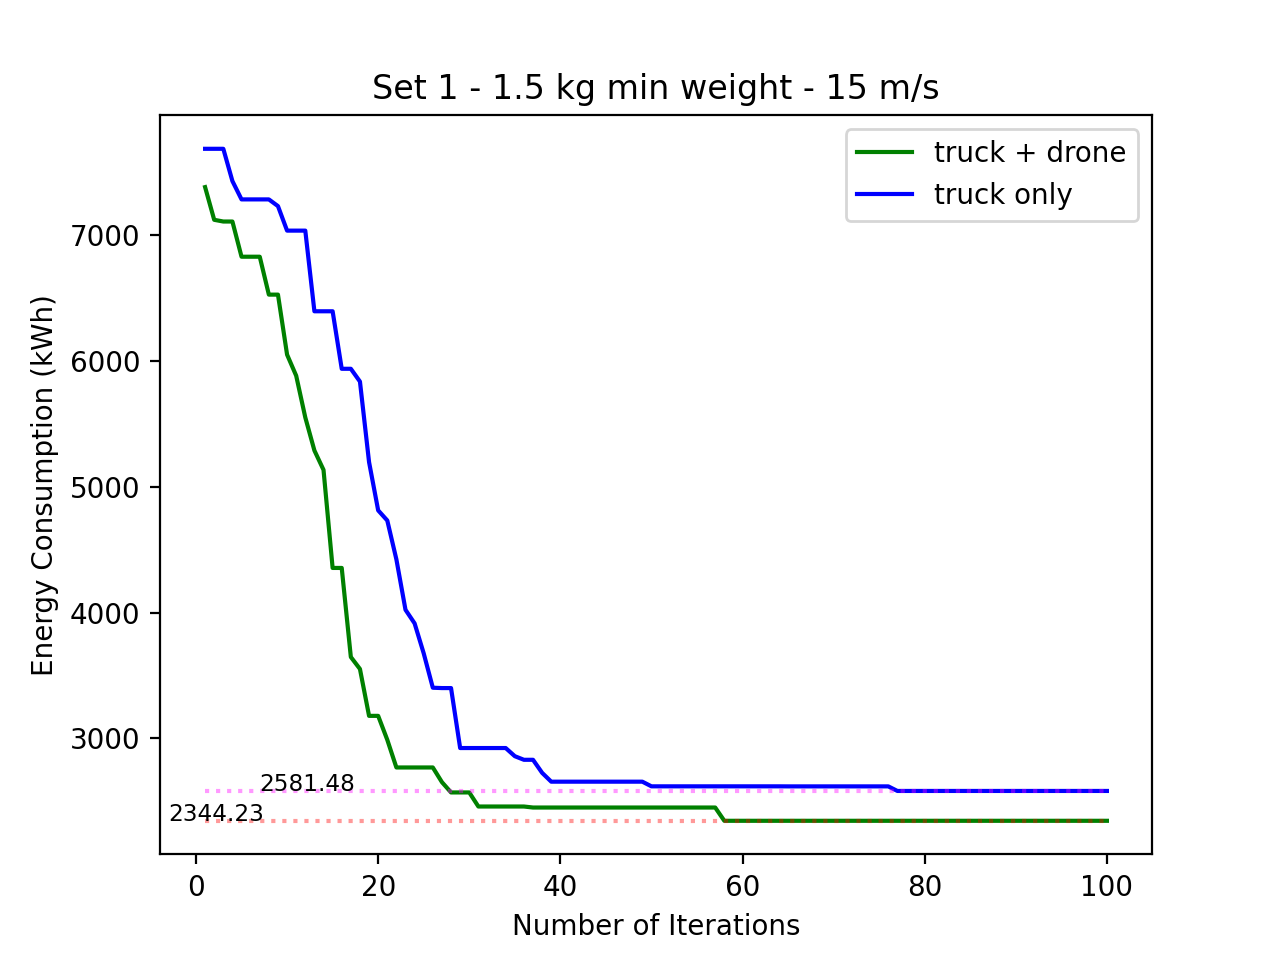 Set 1 - 1.5 kg min weight - 15 m/s
truck + drone
truck only
Energy Consumption (kWh)
7000
6000
5000
4000
3000
2581.48
2344.23
0 20 40 60 80 100
Number of Iterations